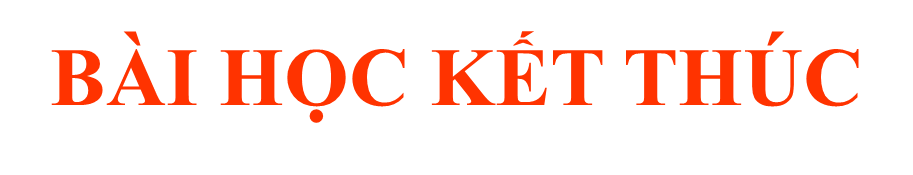 BÀI HỌC KẾT THÚC